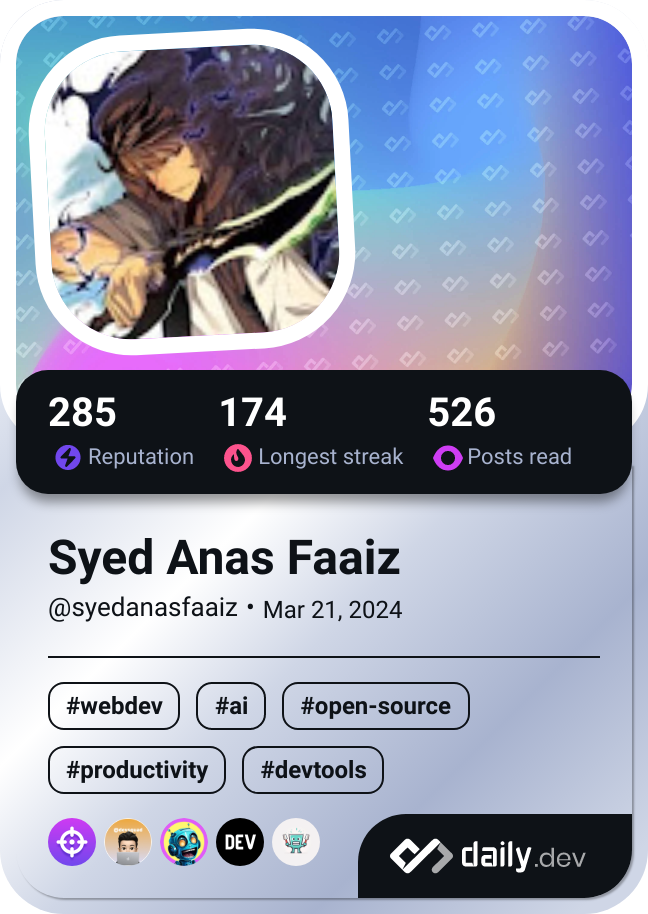 285 174 526
Reputation Longest streak Posts read
Syed Anas Faaiz
@syedanasfaaiz • Mar 21, 2024
#webdev #ai #open-source
#productivity #devtools
DEV
daily.dev